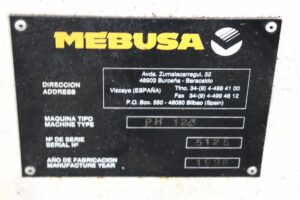 MEBUSA
DIRECCION
ADDRESS
Avda. Zumalacarregui, 32
48903 Burceña - Baracaldo
Vizcaya (ESPAÑA) Tfno. 34-(9) 4-499 41 00
Fax 34-(9) 4-499 46 12
P.O. Box. 550 - 48080 Bilbao (Spain)
MAQUINA TIPO
MACHINE TYPE
PH
Nº DE SERIE
SERIAL Nº
5125
AÑO DE FABRICACION
MANUFACTURE YEAR